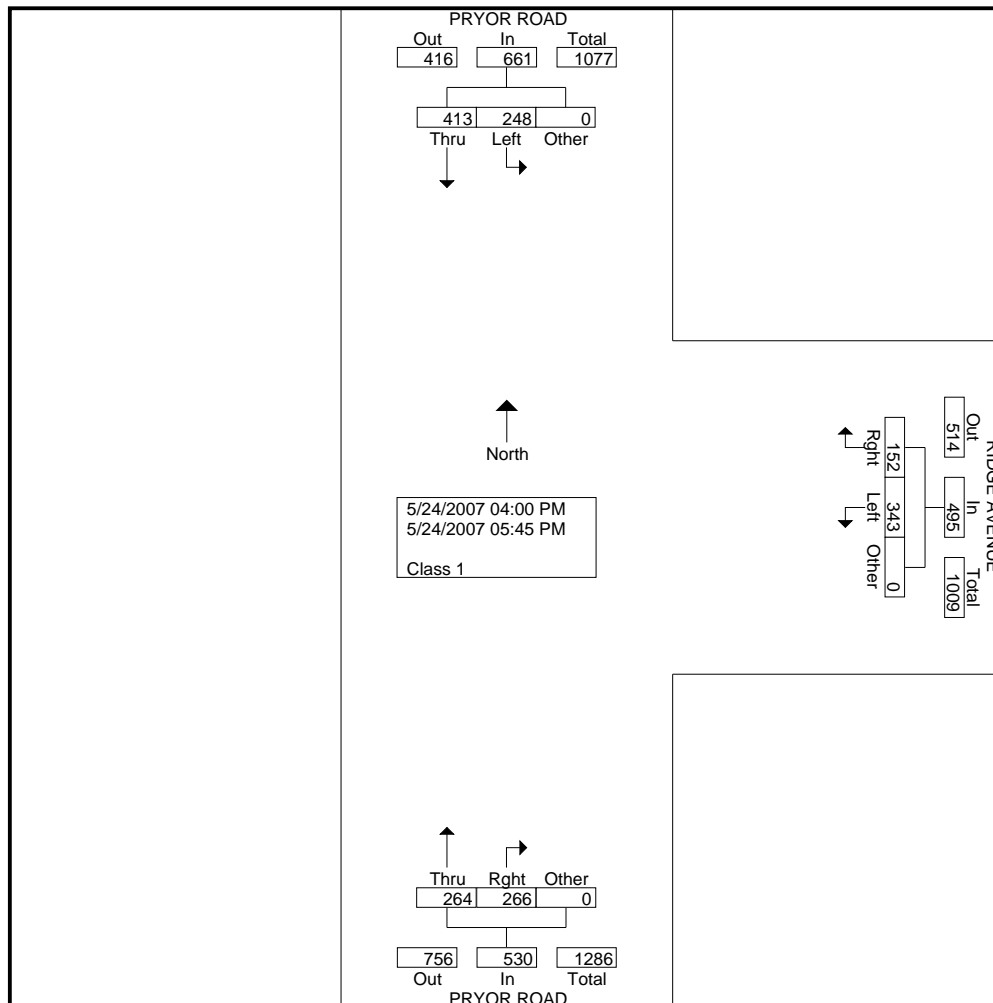 PRYOR ROAD
Out In Total
416 661 1077
413 248 0
Thru Left Other
North
5/24/2007 04:00 PM
5/24/2007 05:45 PM
Class 1
RIDGE AVENUE
Out In Total
514 495 1009
152 343 0
Rght Left Other
Thru Rght Other
264 266 0
756 530 1286
Out In Total
PRYOR ROAD